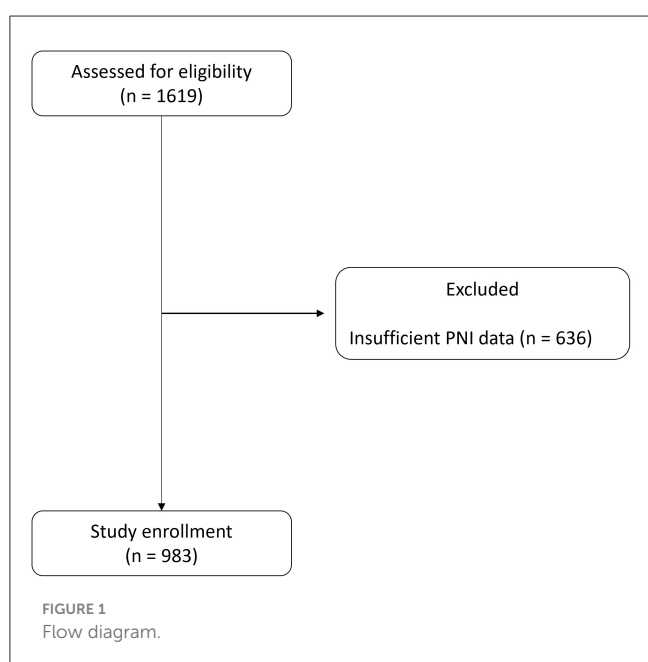 Assessed for eligibility
(n = 1619)
Excluded
Insufficient PNI data (n = 636)
Study enrollment
(n = 983)
FIGURE 1
Flow diagram.